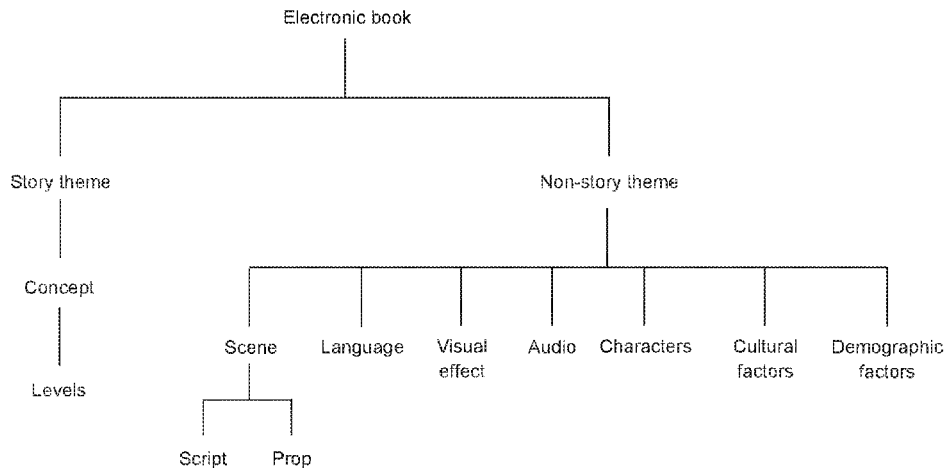 Electronic book
Story theme
Non-story theme
Concept
Levels
Scene
Language
Visual
effect
Audio
Characters
Cultural
factors
Demographic
factors
Script
Prop